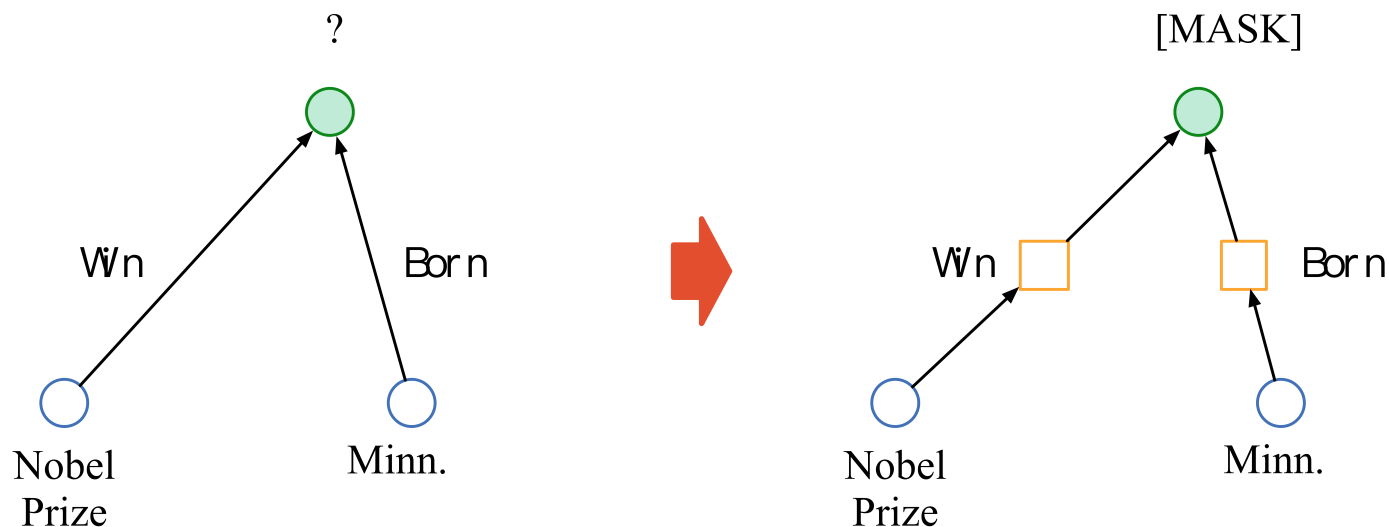 ?
[MASK]
Win
Born
Win
Born
Nobel
Prize
Minn.
Nobel
Prize
Minn.